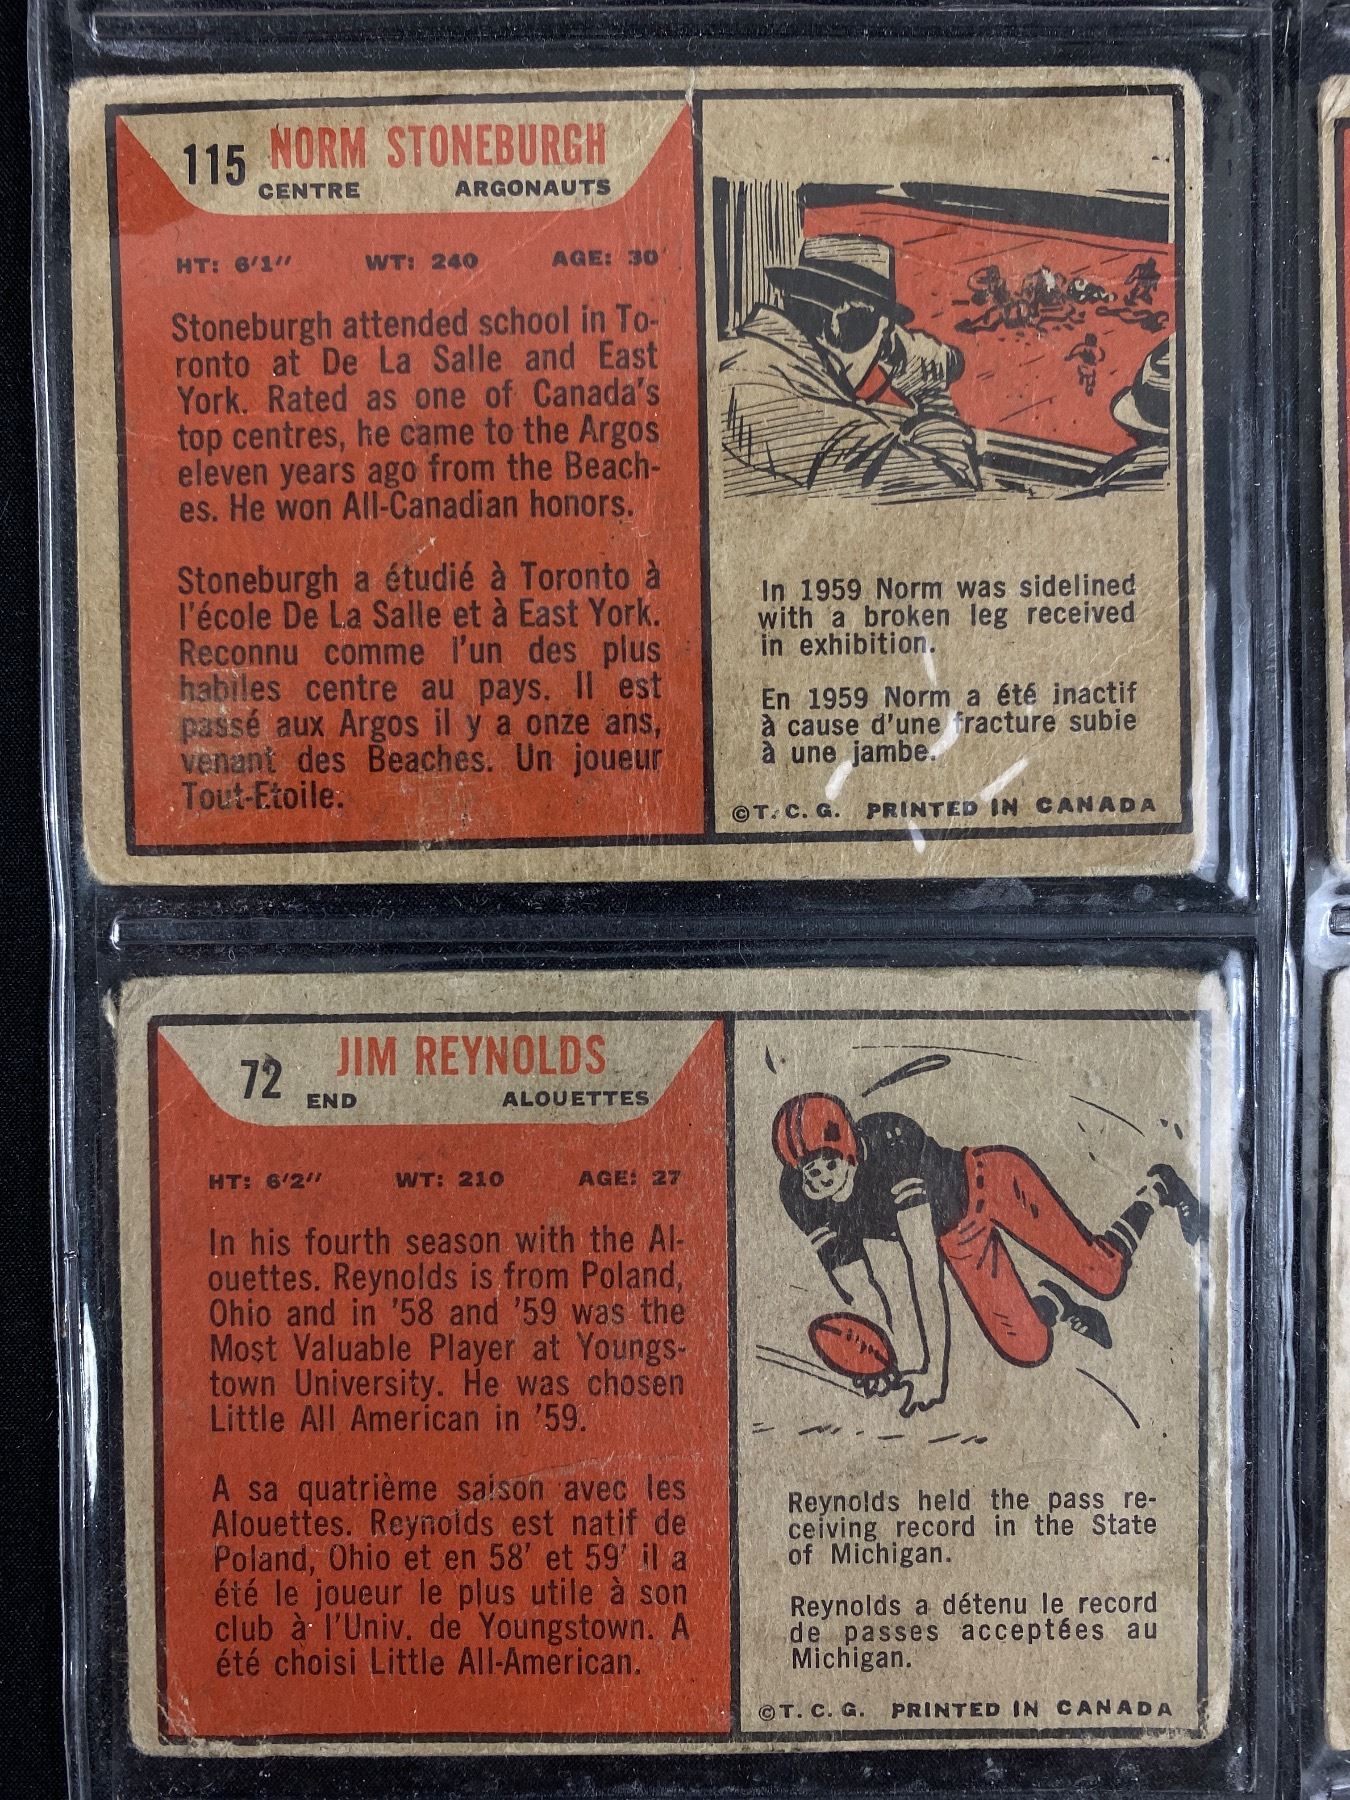 115 NORM STONEBURGH
CENTRE ARGONAUTS
HT: 6'1" WT: 240 AGE: 30
Stoneburgh attended school in To-
ronto at De La Salle and East
York. Rated as one of Canada's
top centres, he came to the Argos
eleven years ago from the Beach-
es. He won All-Canadian honors.
Stoneburgh a étudié à Toronto à
l'école De La Salle et à East York.
Reconnu comme l'un des plus
habiles centre au pays. Il est
passé aux Argos il y a onze ans,
venant des Beaches. Un joueur
Tout-Etoile.
In 1959 Norm was sidelined
with a broken leg received
in exhibition.
En 1959 Norm a été inactif
à cause d'une fracture subie
à une jambe.
©T.C.G. PRINTED IN CANADA
72 JIM REYNOLDS
END ALOUETTES
HT: 6'2" WT: 210 AGE: 27
In his fourth season with the Al-
ouettes. Reynolds is from Poland,
Ohio and in '58 and '59 was the
Most Valuable Player at Youngs-
town University. He was chosen
Little All American in '59.
A sa quatrième saison avec les
Alouettes. Reynolds est natif de
Poland, Ohio et en 58' et 59' il a
été le joueur le plus utile à son
club à l'Univ. de Youngstown. A
été choisi Little All-American.
Reynolds held the pass re-
ceiving record in the State
of Michigan.
Reynolds a détenu le record
de passes acceptées au
Michigan.
©T.C.G. PRINTED IN CANADA